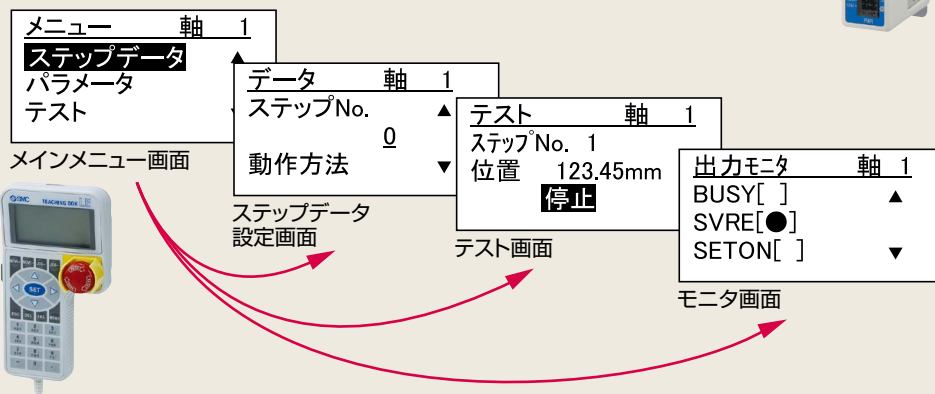 メニュー 軸 1
ステップデータ ▲
パラメータ
テスト
メインメニュー画面
データ 軸 1
ステップNo. ▲
0
動作方法 ▼
ステップデータ
設定画面
テスト 軸 1
ステップNo. 1
位置 123.45mm
停止
テスト画面
出力モニタ 軸 1
BUSY[ ] ▲
SVRE[●]
SETON[ ] ▼
モニタ画面
SMC TEACHING BOX
SET